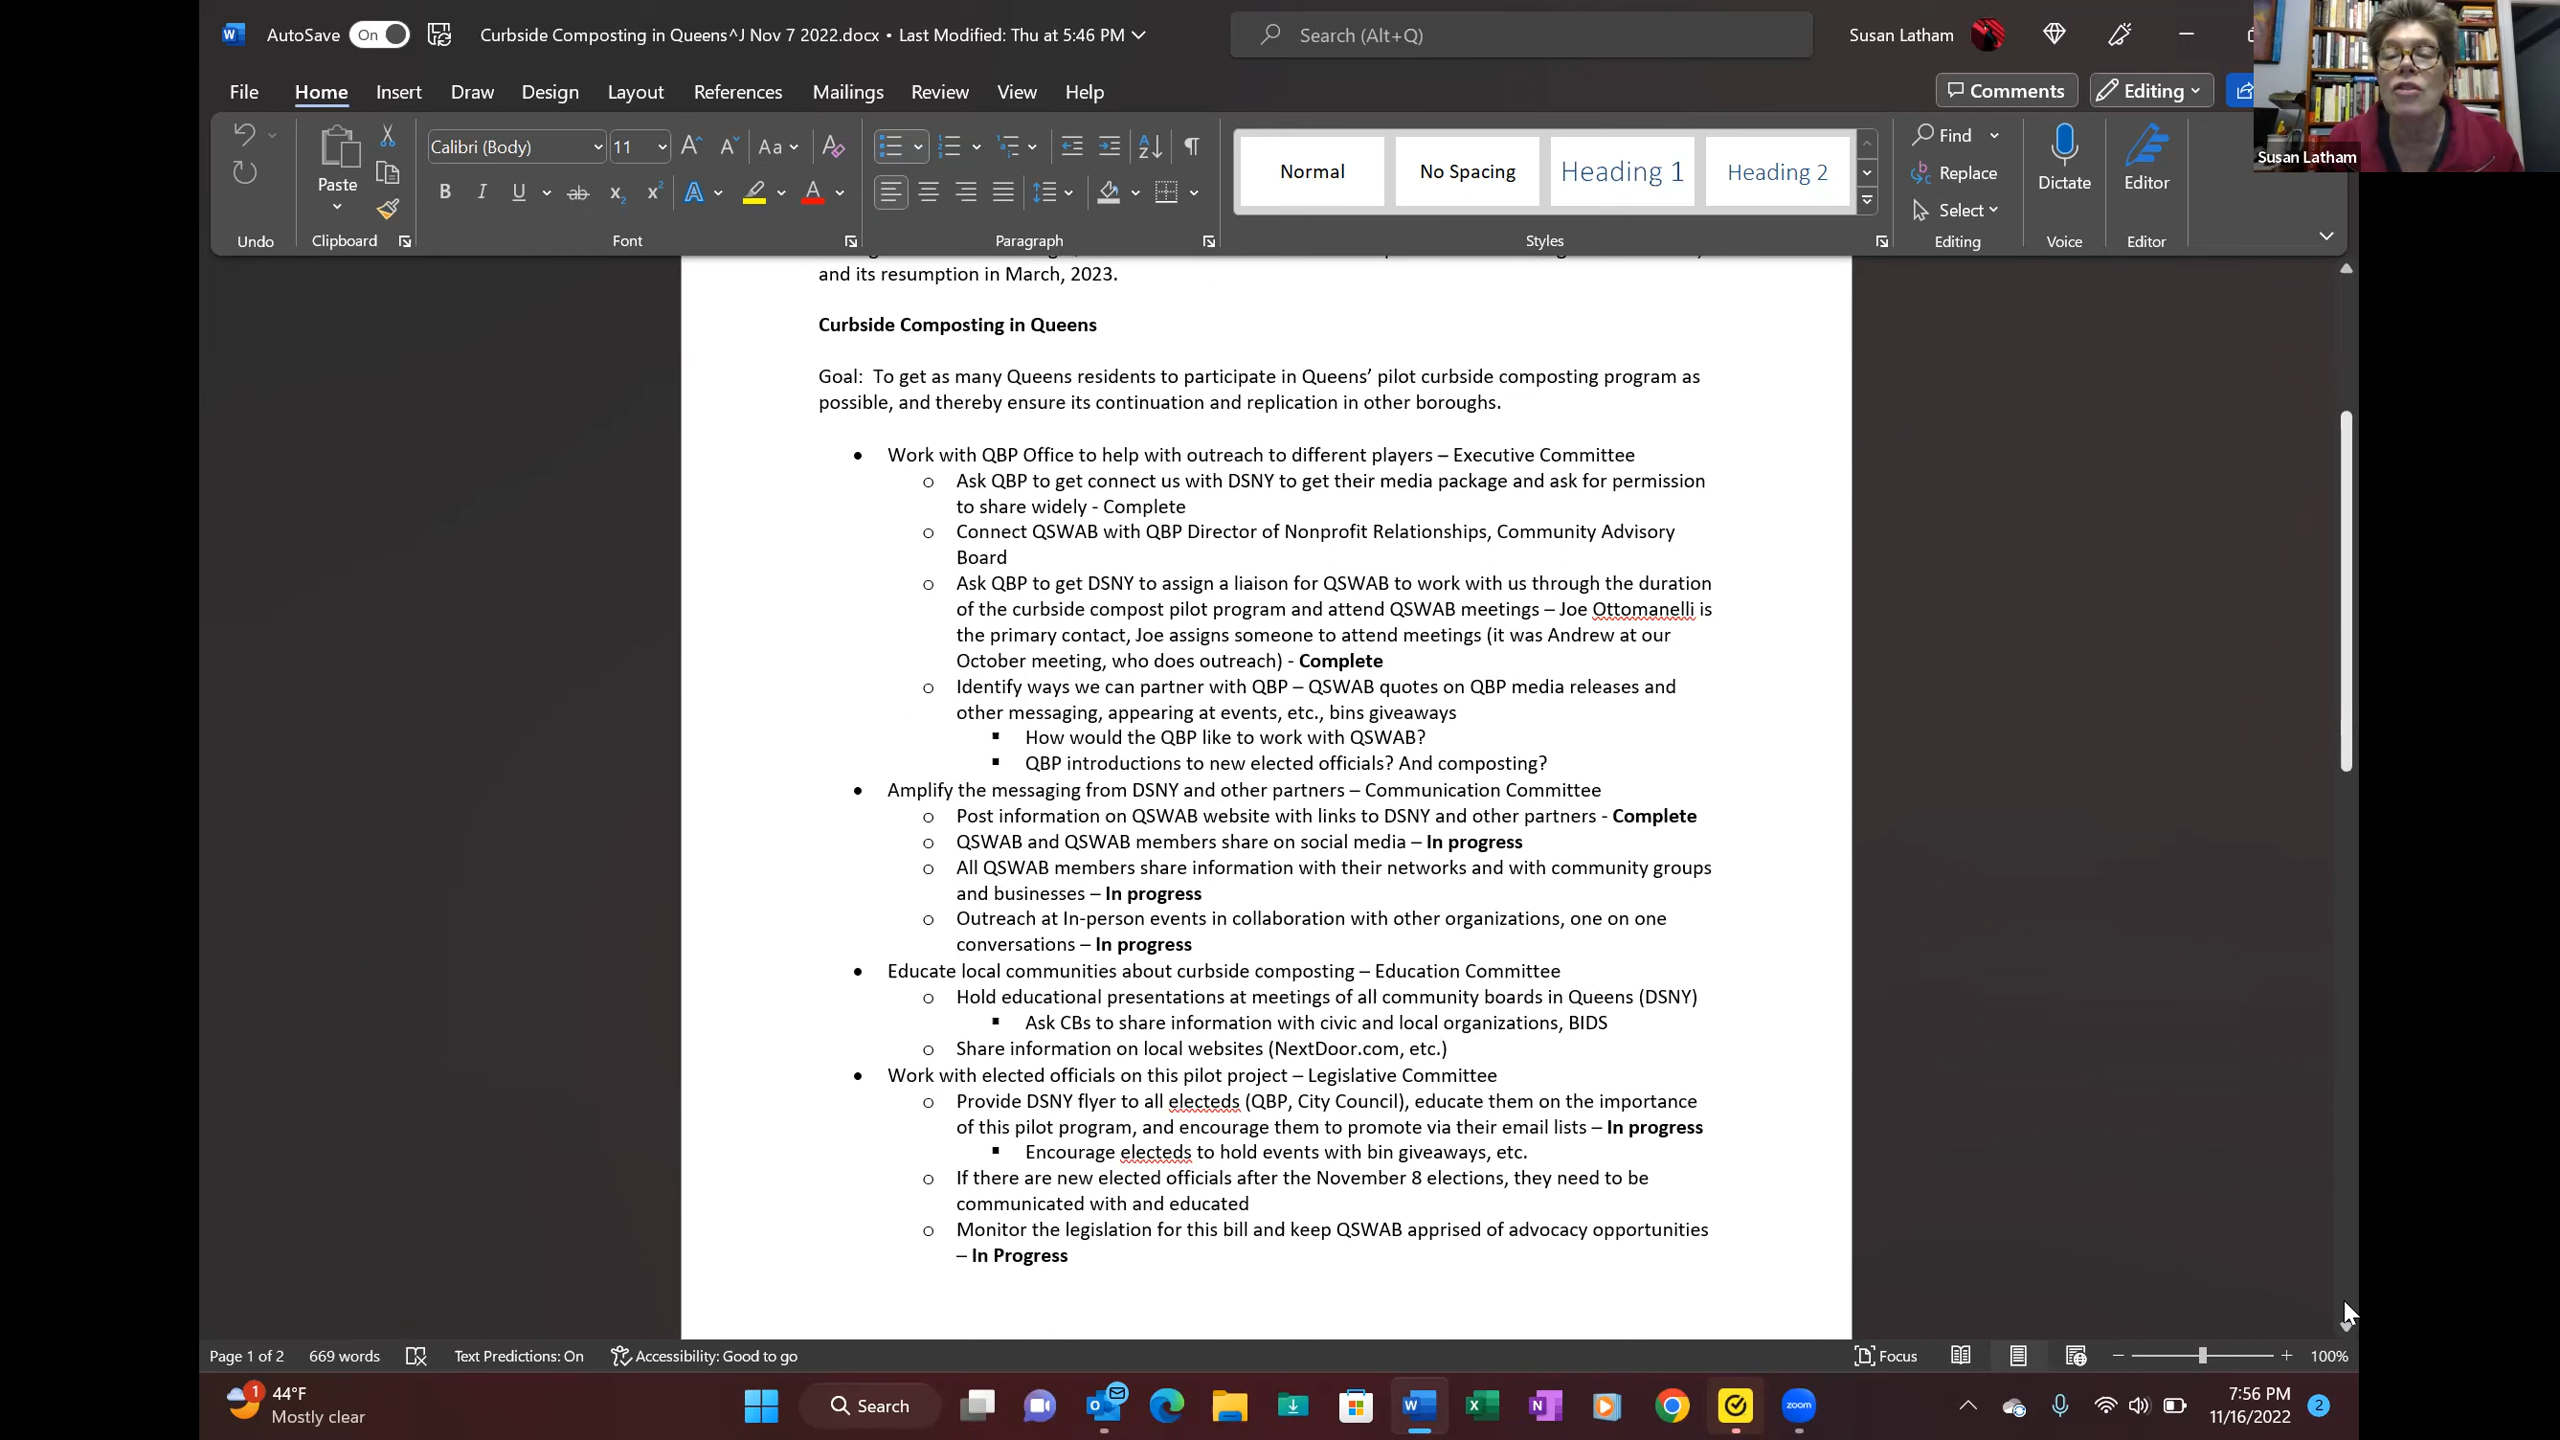 AutoSave On Curbside Composting in Queens^J Nov 7 2022.docx • Last Modified: Thu at 5:46 PM Search (Alt+Q) Susan Latham
File Home Insert Draw Design Layout References Mailings Review View Help Comments Editing
Susan Latham
Calibri (Body) 11 Aa
Paste
Normal No Spacing Heading 1 Heading 2
Find
Replace
Select
Dictate Editor
Undo Clipboard Font Paragraph Styles Editing Voice Editor
and its resumption in March, 2023.
Curbside Composting in Queens
Goal:  To get as many Queens residents to participate in Queens’ pilot curbside composting program as
possible, and thereby ensure its continuation and replication in other boroughs.
• Work with QBP Office to help with outreach to different players – Executive Committee
o Ask QBP to get connect us with DSNY to get their media package and ask for permission
to share widely - Complete
o Connect QSWAB with QBP Director of Nonprofit Relationships, Community Advisory
Board
o Ask QBP to get DSNY to assign a liaison for QSWAB to work with us through the duration
of the curbside compost pilot program and attend QSWAB meetings – Joe Ottomanelli is
the primary contact, Joe assigns someone to attend meetings (it was Andrew at our
October meeting, who does outreach) - Complete
o Identify ways we can partner with QBP – QSWAB quotes on QBP media releases and
other messaging, appearing at events, etc., bins giveaways
▪ How would the QBP like to work with QSWAB?
▪ QBP introductions to new elected officials? And composting?
• Amplify the messaging from DSNY and other partners – Communication Committee
o Post information on QSWAB website with links to DSNY and other partners - Complete
o QSWAB and QSWAB members share on social media – In progress
o All QSWAB members share information with their networks and with community groups
and businesses – In progress
o Outreach at In-person events in collaboration with other organizations, one on one
conversations – In progress
• Educate local communities about curbside composting – Education Committee
o Hold educational presentations at meetings of all community boards in Queens (DSNY)
▪ Ask CBs to share information with civic and local organizations, BIDS
o Share information on local websites (NextDoor.com, etc.)
• Work with elected officials on this pilot project – Legislative Committee
o Provide DSNY flyer to all electeds (QBP, City Council), educate them on the importance
of this pilot program, and encourage them to promote via their email lists – In progress
▪ Encourage electeds to hold events with bin giveaways, etc.
o If there are new elected officials after the November 8 elections, they need to be
communicated with and educated
o Monitor the legislation for this bill and keep QSWAB apprised of advocacy opportunities
– In Progress
Page 1 of 2 669 words Text Predictions: On Accessibility: Good to go Focus 100%
1 44°F
Mostly clear
Search
zoom
7:56 PM
11/16/2022
2